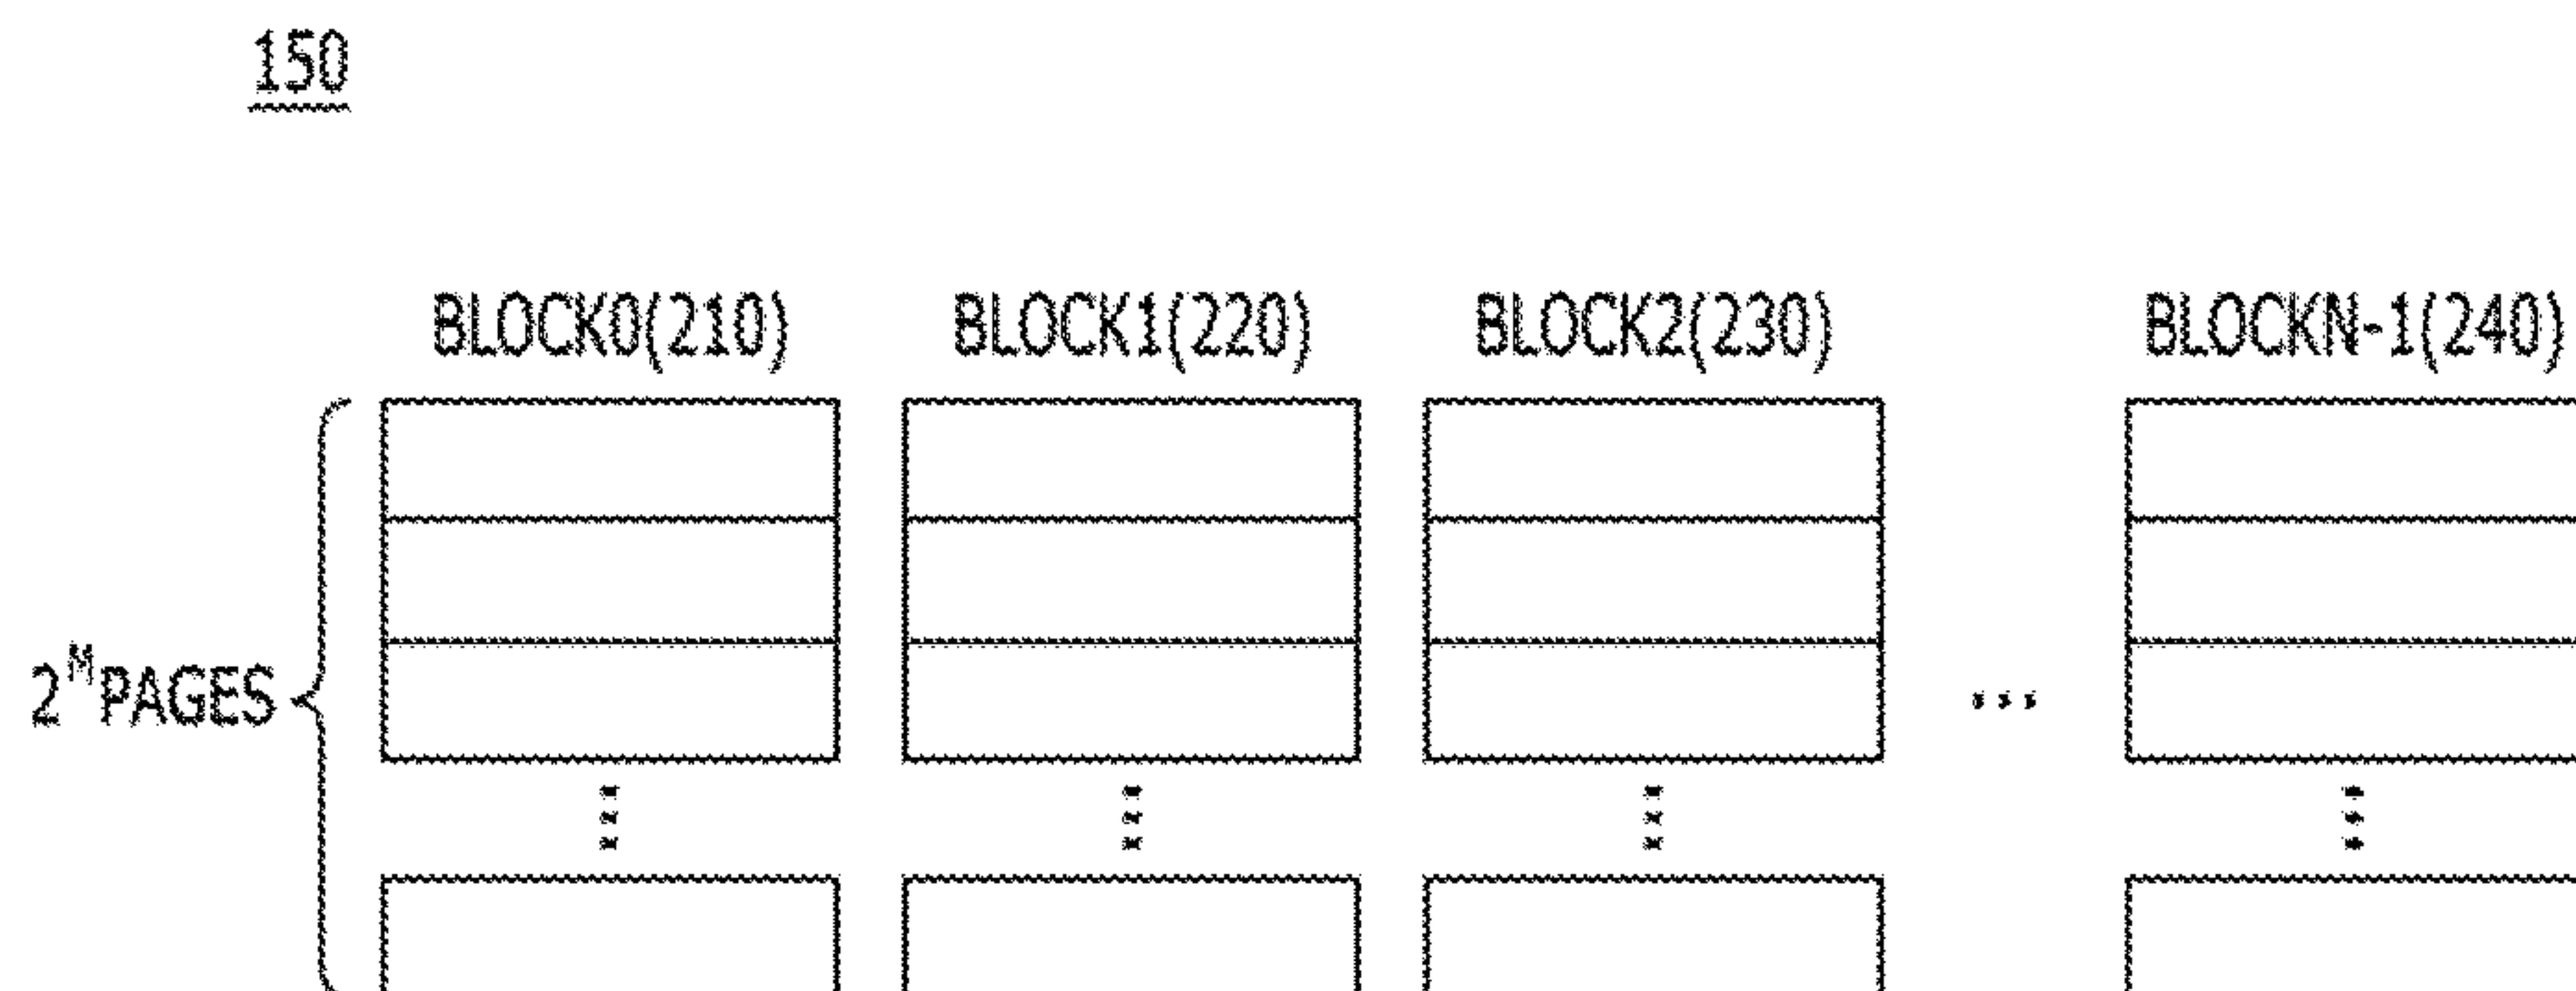 150
BLOCK0(210) BLOCK1(220) BLOCK2(230) BLOCKN-1(240)
2^M PAGES
...